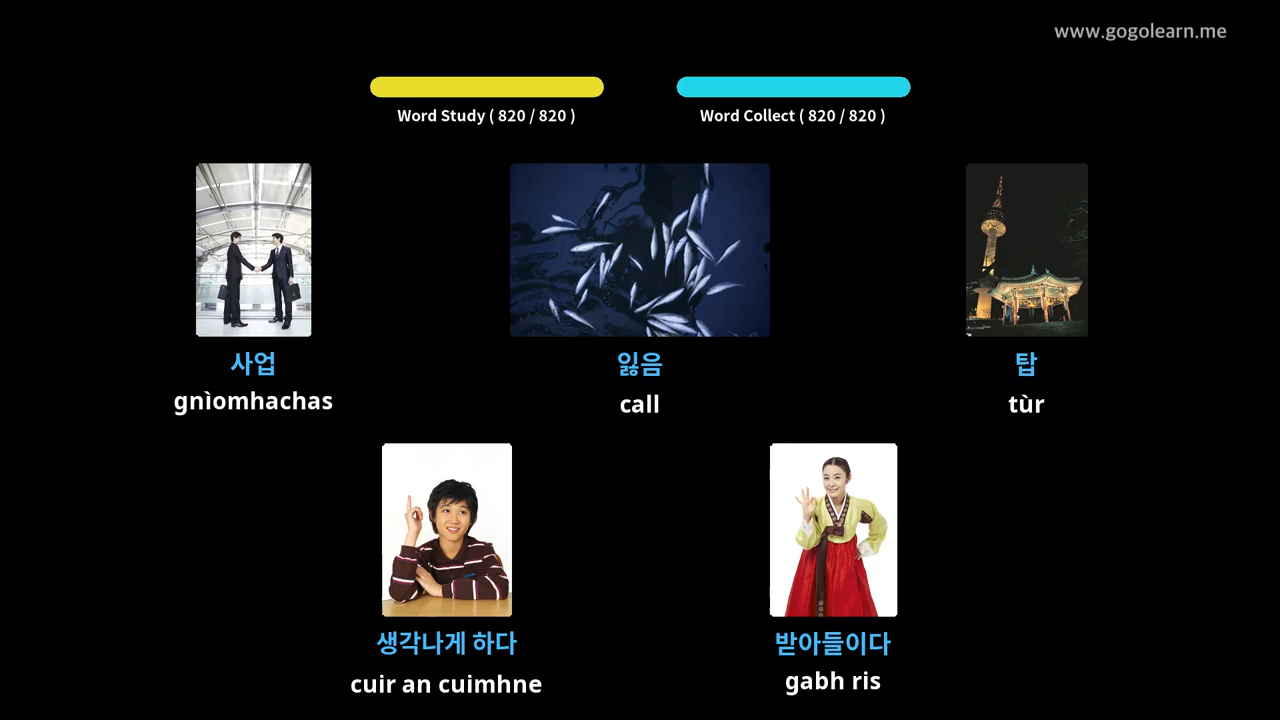 www.gogolearn.me
Word Study ( 820 / 820 )
Word Collect ( 820 / 820 )
사업
gnìomhachas
잃음
call
탑
tùr
생각나게 하다
cuir an cuimhne
받아들이다
gabh ris